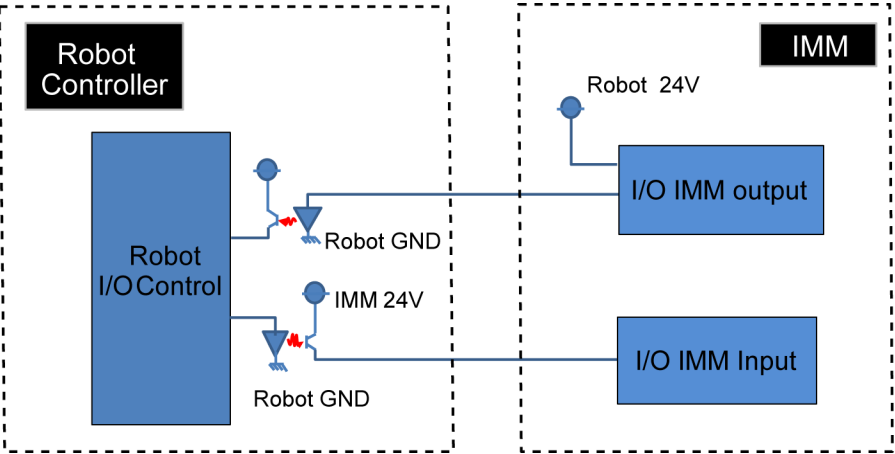 Robot
Controller
IMM
Robot 24V
I/O IMM output
Robot GND
Robot
I/O Control
IMM 24V
I/O IMM Input
Robot GND